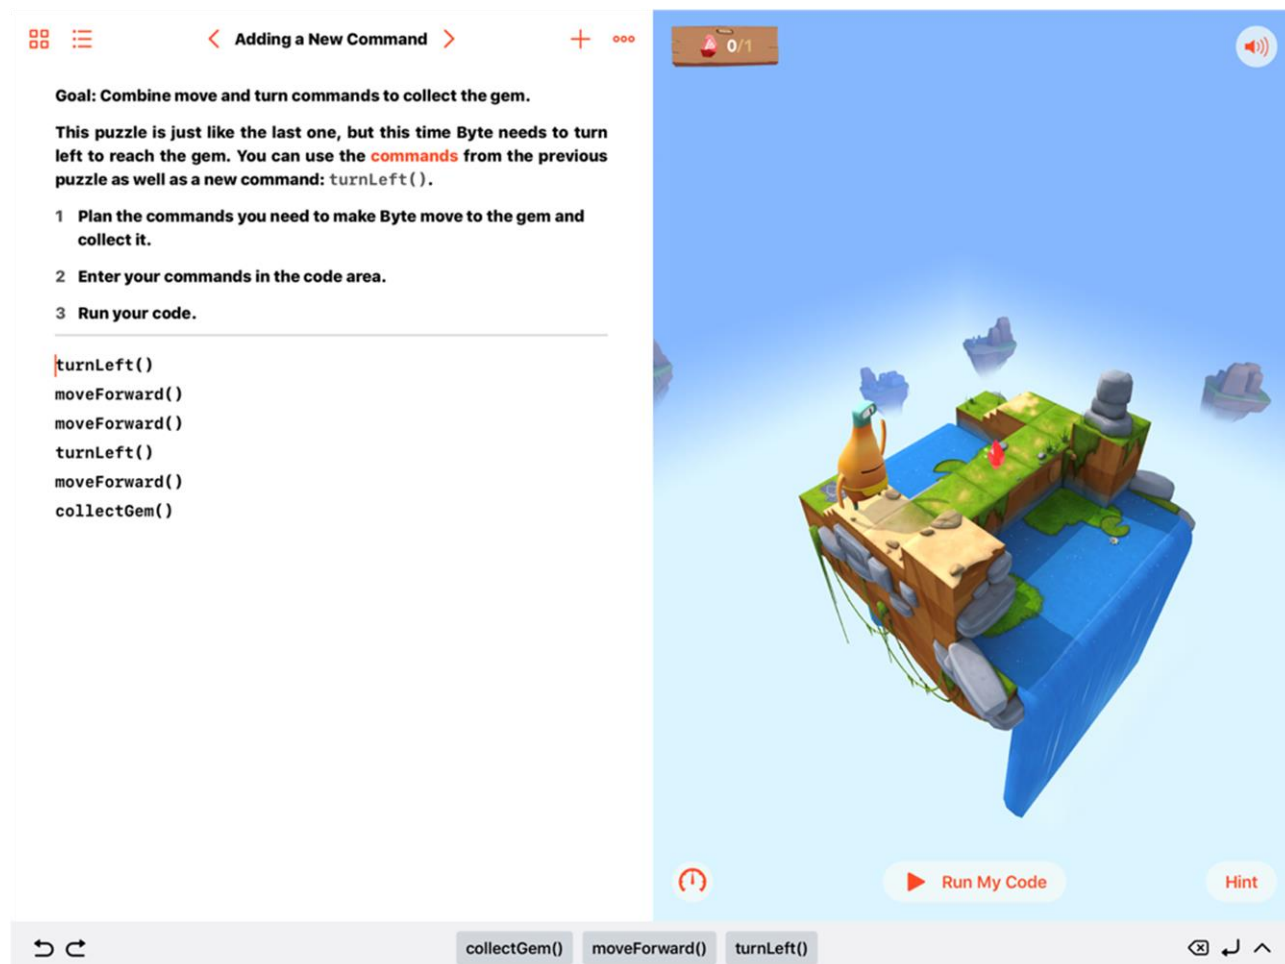 Adding a New Command
0/1
Goal: Combine move and turn commands to collect the gem.
This puzzle is just like the last one, but this time Byte needs to turn
left to reach the gem. You can use the commands from the previous
puzzle as well as a new command: turnLeft().
1 Plan the commands you need to make Byte move to the gem and
collect it.
2 Enter your commands in the code area.
3 Run your code.
turnLeft()
moveForward()
moveForward()
turnLeft()
moveForward()
collectGem()
Run My Code
Hint
collectGem() moveForward() turnLeft()